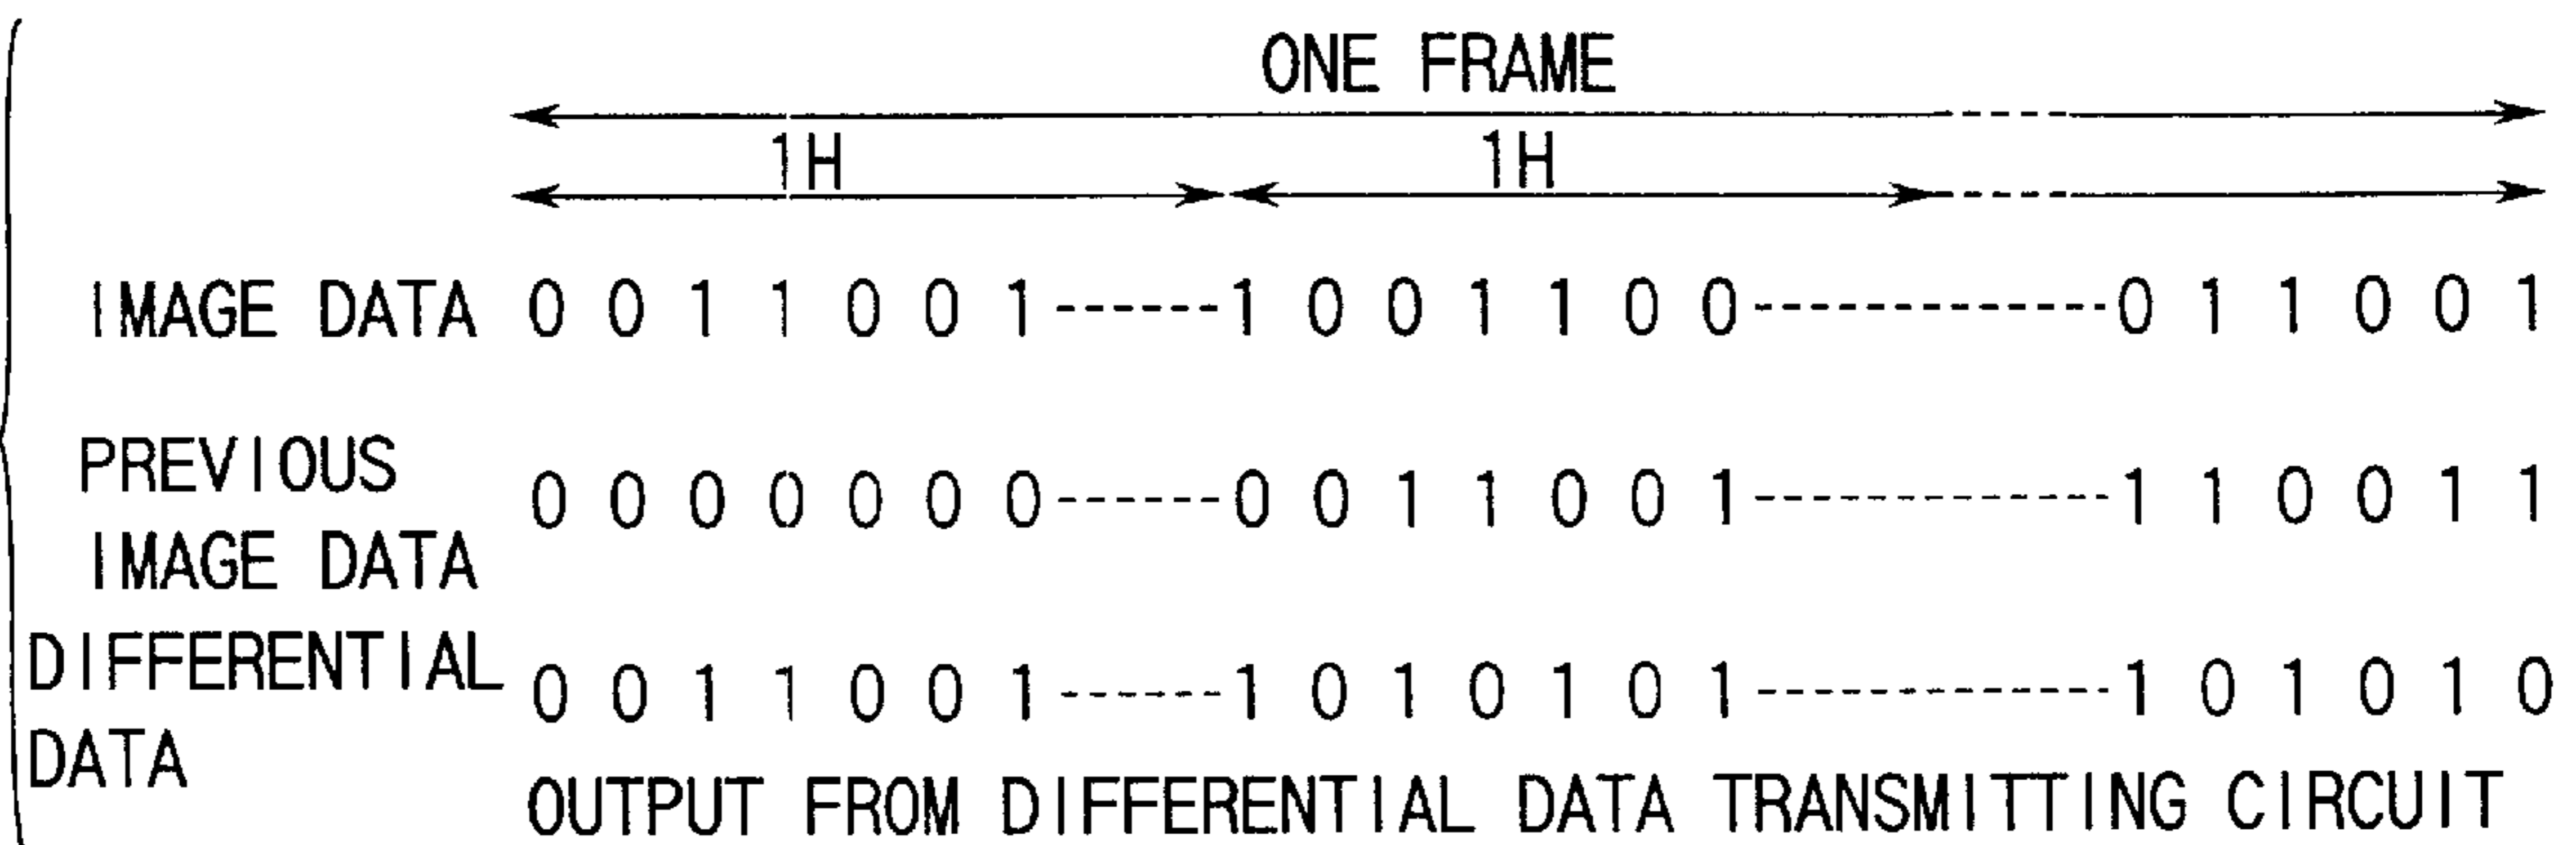 ONE FRAME
1H 1H
IMAGE DATA 0 0 1 1 0 0 1------1 0 0 1 1 0 0-------------0 1 1 0 0 1
PREVIOUS
IMAGE DATA 0 0 0 0 0 0 0------0 0 1 1 0 0 1-------------1 1 0 0 1 1
DIFFERENTIAL
DATA 0 0 1 1 0 0 1------1 0 1 0 1 0 1-------------1 0 1 0 1 0
OUTPUT FROM DIFFERENTIAL DATA TRANSMITTING CIRCUIT